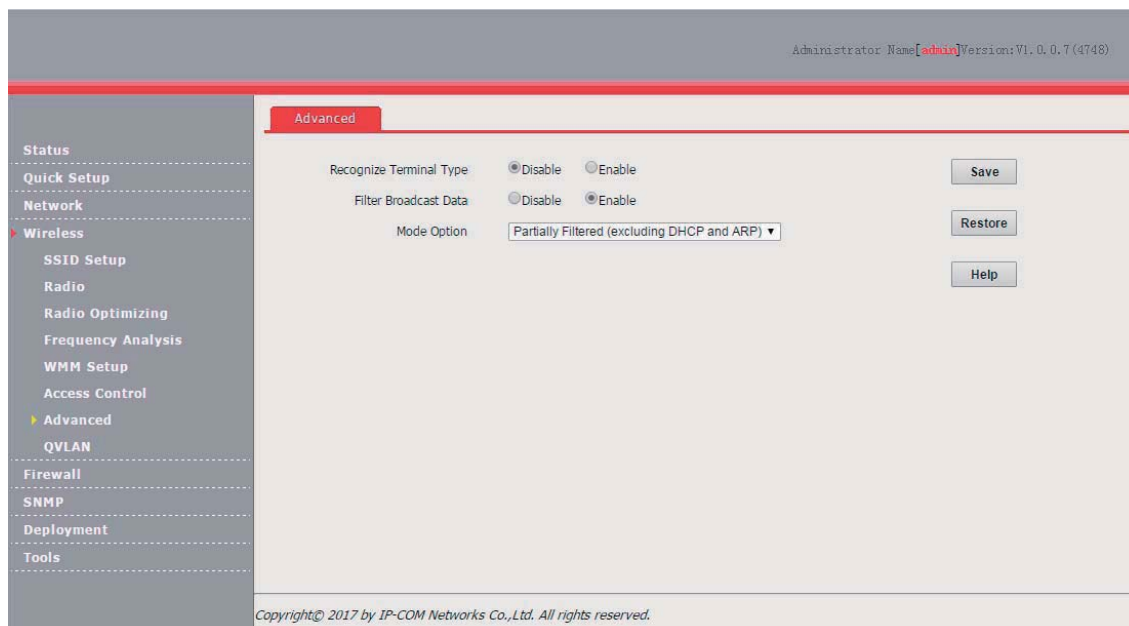 Administrator Name[admin]Version:V1.0.0.7(4748)
Advanced
Status
Quick Setup
Network
Wireless
SSID Setup
Radio
Radio Optimizing
Frequency Analysis
WMM Setup
Access Control
Advanced
QVLAN
Firewall
SNMP
Deployment
Tools
Recognize Terminal Type Disable Enable
Filter Broadcast Data Disable Enable
Mode Option Partially Filtered (excluding DHCP and ARP)
Save
Restore
Help
Copyright© 2017 by IP-COM Networks Co.,Ltd. All rights reserved.